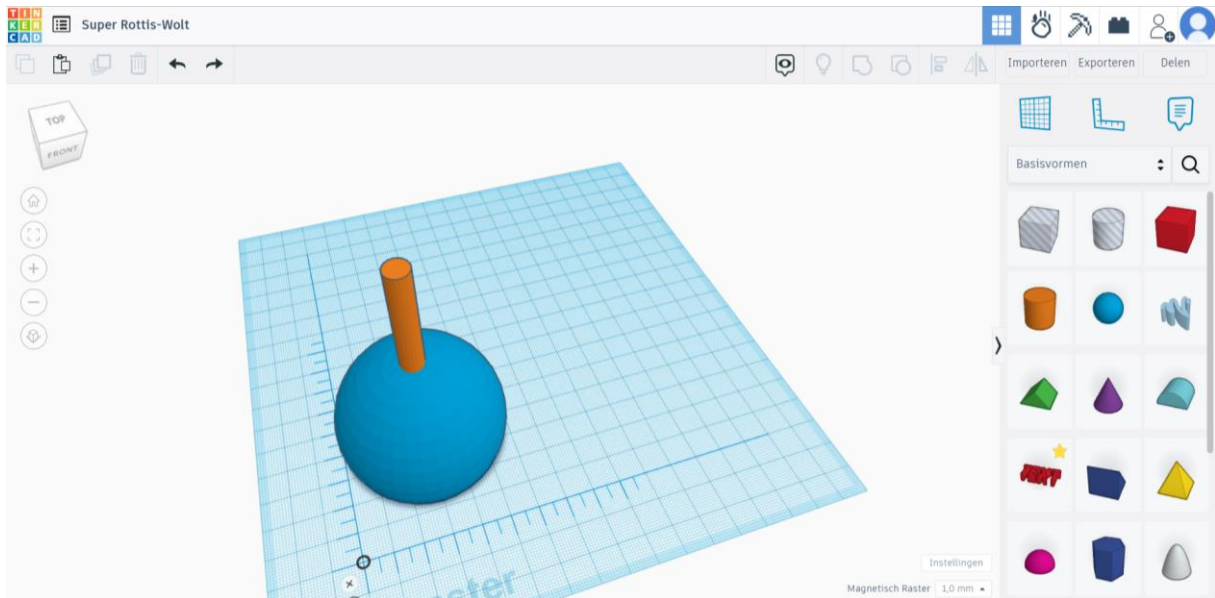 TIN
KER
CAD
Super Rottis-Wolt
Importeren Exporteren Delen
TOP
FRONT
Basisvormen
TEXT
Instellingen
Magnetisch Raster 1,0 mm